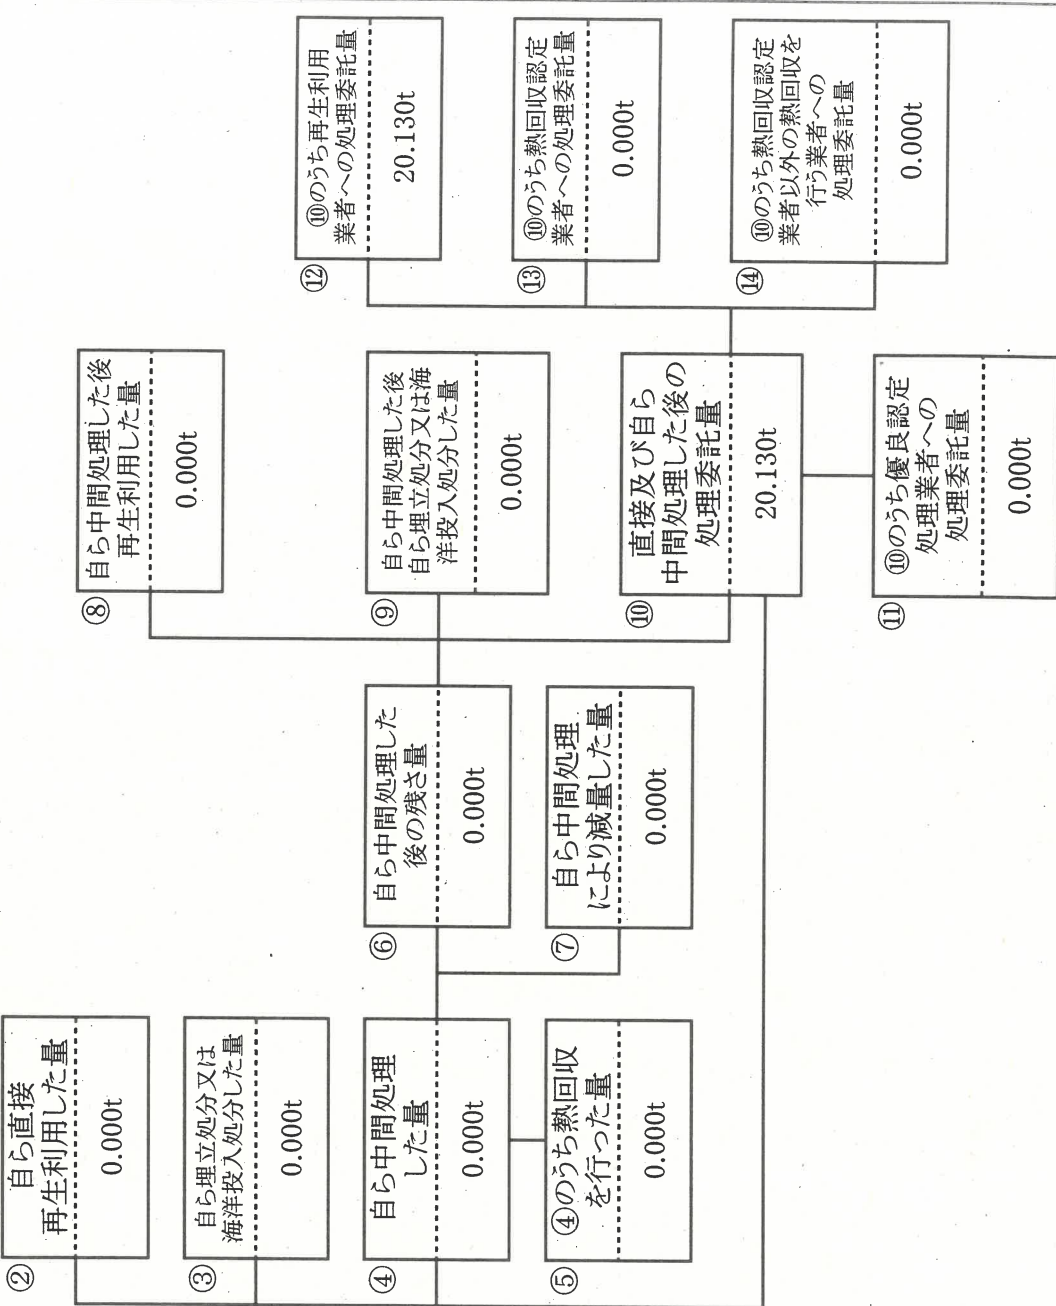 ②
自ら直接
再生利用した量
0.000t
③
自ら埋立処分又は
海洋投入処分した量
0.000t
④
自ら中間処理
した量
0.000t
⑤
④のうち熱回収
を行った量
0.000t
⑥
自ら中間処理した
後の残さ量
0.000t
⑦
自ら中間処理
により減量した量
0.000t
⑧
自ら中間処理した後
再生利用した量
0.000t
⑨
自ら中間処理した後
自ら埋立処分又は海
洋投入処分した量
0.000t
⑩
直接及び自ら
中間処理した後の
処理委託量
20.130t
⑪
⑩のうち優良認定
処理業者への
処理委託量
0.000t
⑫
⑩のうち再生利用
業者への処理委託量
20.130t
⑬
⑩のうち熱回収認定
業者への処理委託量
0.000t
⑭
⑩のうち熱回収認定
業者以外の熱回収を
行う業者への
処理委託量
0.000t